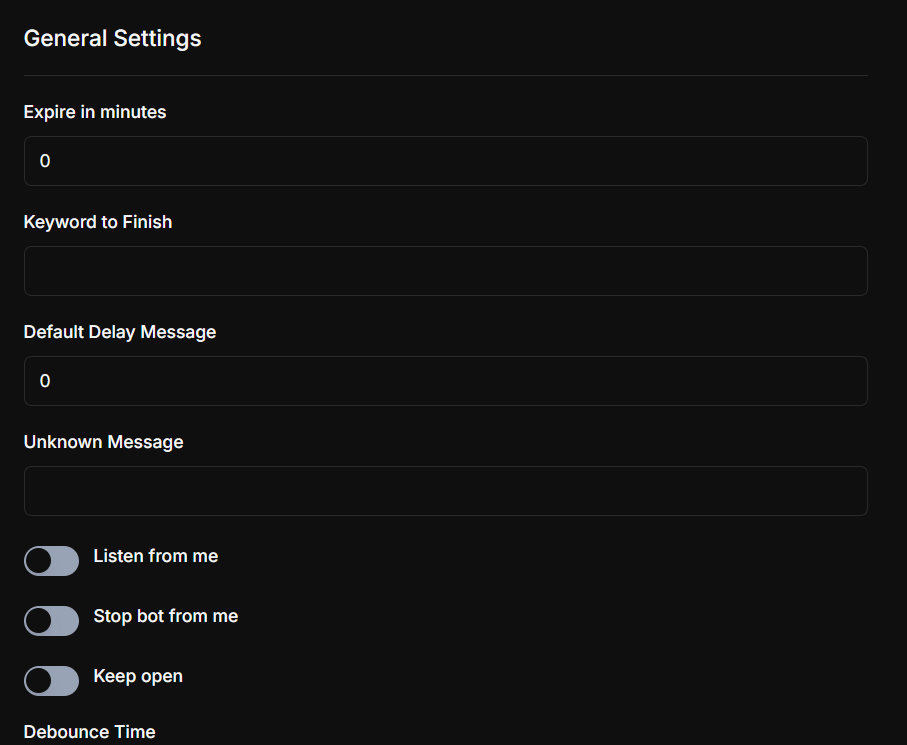 General Settings
Expire in minutes
0
Keyword to Finish
Default Delay Message
0
Unknown Message
Listen from me
Stop bot from me
Keep open
Debounce Time